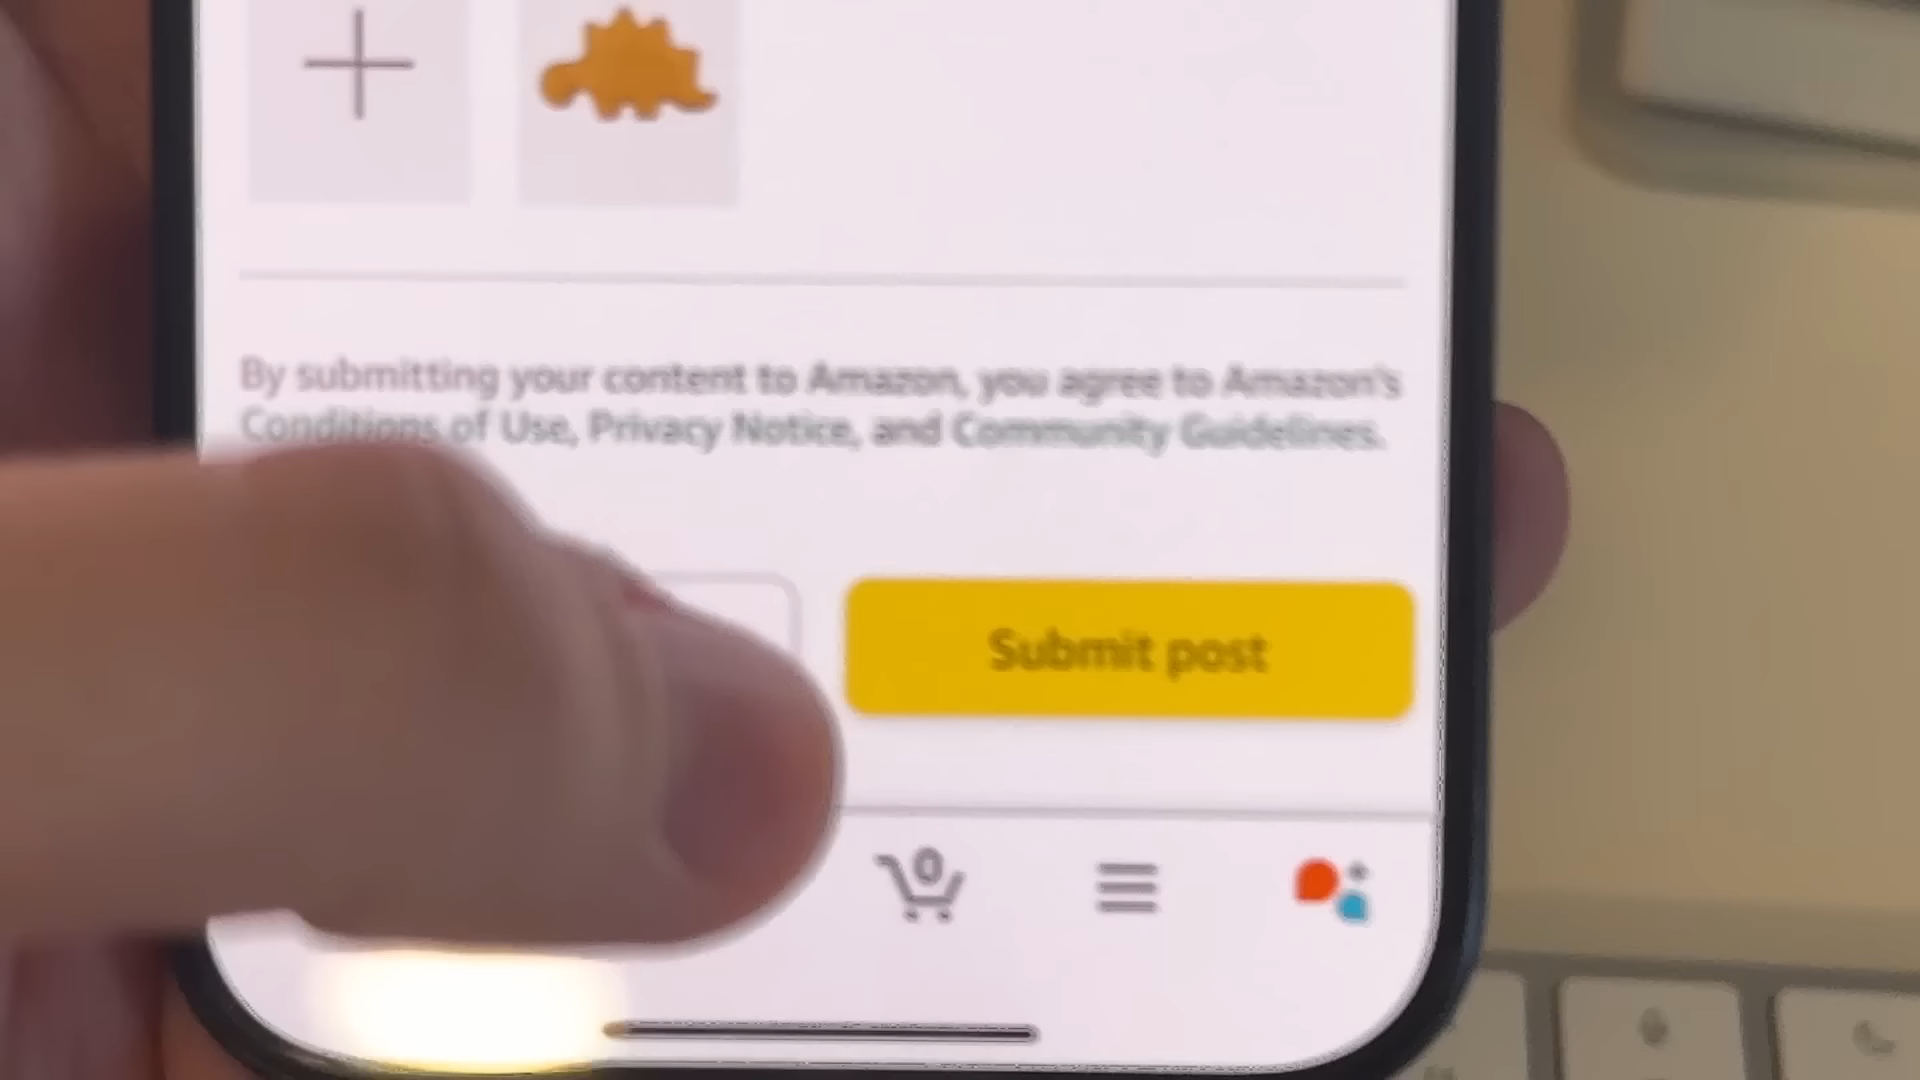 By submitting your content to Amazon, you agree to Amazon's
Conditions of Use, Privacy Notice, and Community Guidelines.
Submit post
0